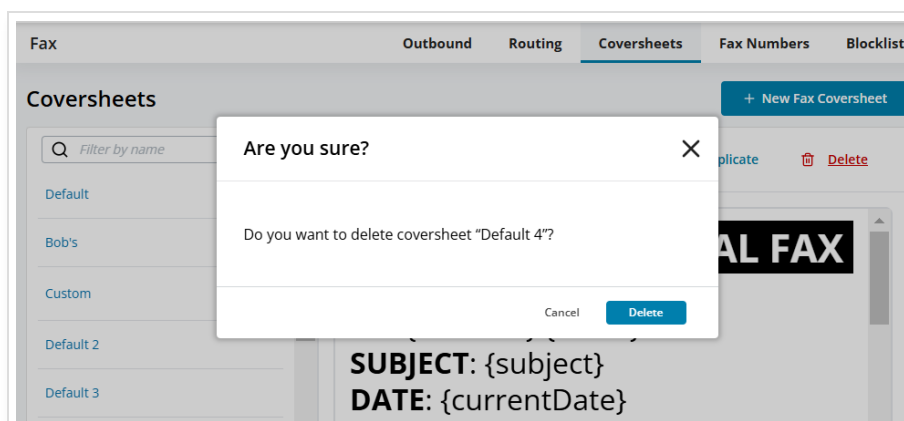 Fax
Outbound
Routing
Coversheets
Fax Numbers
Blocklist
Coversheets
+ New Fax Coversheet
Filter by name
plicate
Delete
Default
Bob's
Custom
Default 2
Default 3
Are you sure?
Do you want to delete coversheet “Default 4”?
Cancel
Delete
AL FAX
SUBJECT: {subject}
DATE: {currentDate}